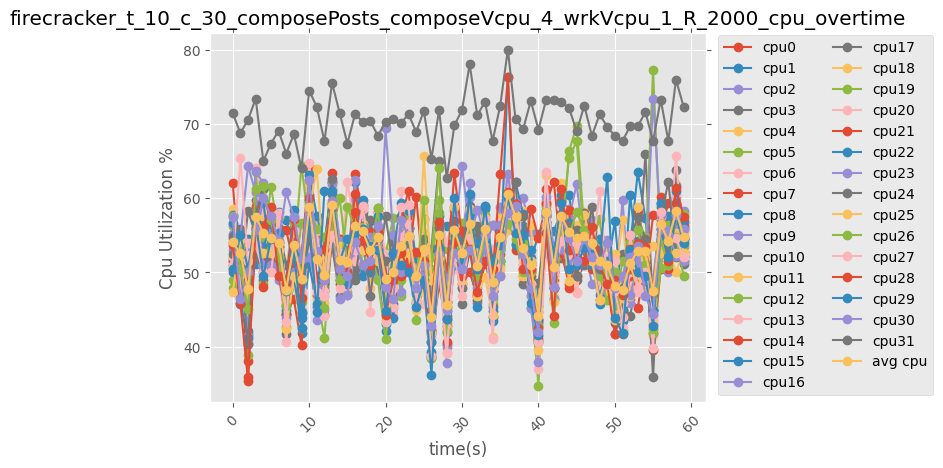 firecracker_t_10_c_30_composePosts_composeVcpu_4_wrkVcpu_1_R_2000_cpu_overtime
Cpu Utilization %
80
70
60
50
40
0
10
20
30
40
50
60
time(s)
cpu0
cpu1
cpu2
cpu3
cpu4
cpu5
cpu6
cpu7
cpu8
cpu9
cpu10
cpu11
cpu12
cpu13
cpu14
cpu15
cpu16
cpu17
cpu18
cpu19
cpu20
cpu21
cpu22
cpu23
cpu24
cpu25
cpu26
cpu27
cpu28
cpu29
cpu30
cpu31
avg cpu